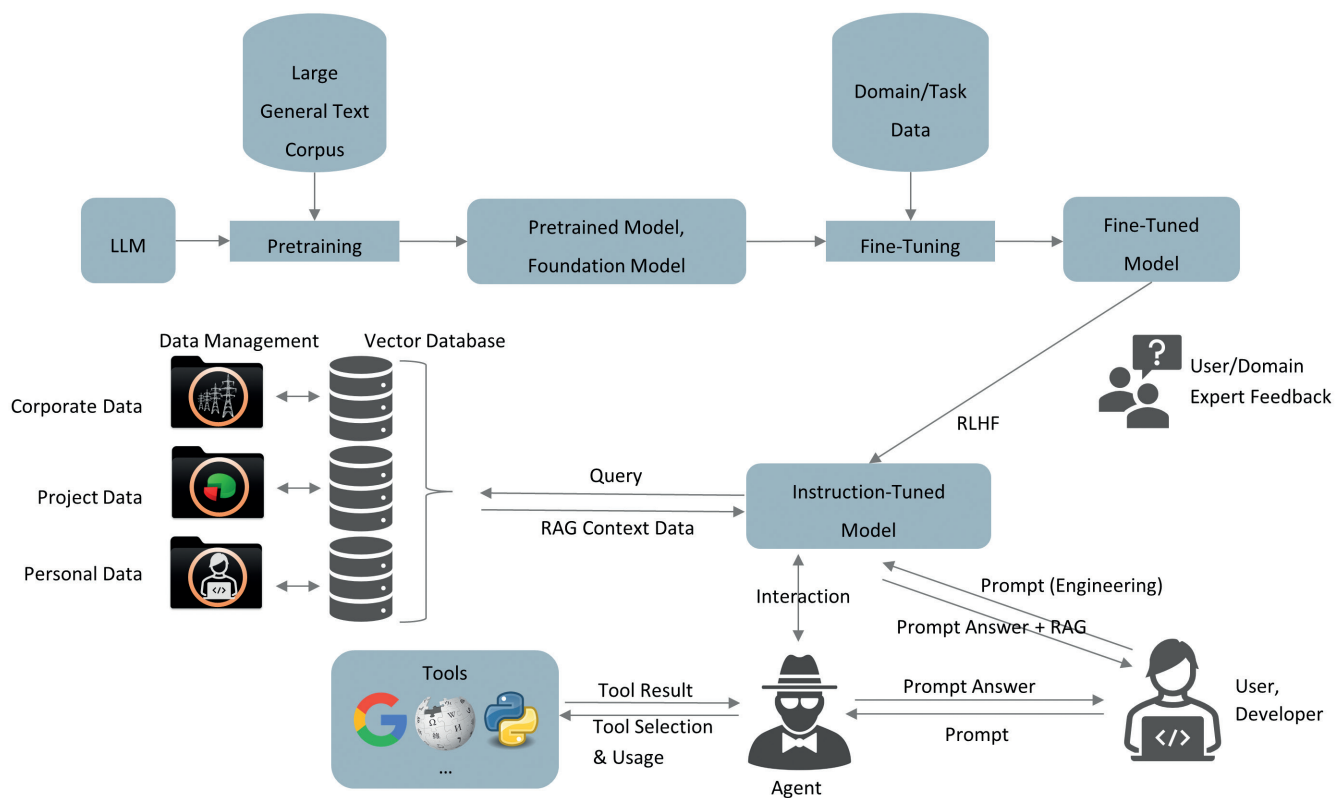 Large
General Text
Corpus
Domain/Task
Data
LLM
Pretraining
Pretrained Model,
Foundation Model
Fine-Tuning
Fine-Tuned
Model
Data Management
Vector Database
Corporate Data
Project Data
Personal Data
</>
?
User/Domain
Expert Feedback
RLHF
Query
RAG Context Data
Instruction-Tuned
Model
Interaction
Prompt (Engineering)
Prompt Answer + RAG
Tools
G
...
Tool Result
Tool Selection
& Usage
Agent
Prompt Answer
Prompt
</>
User,
Developer